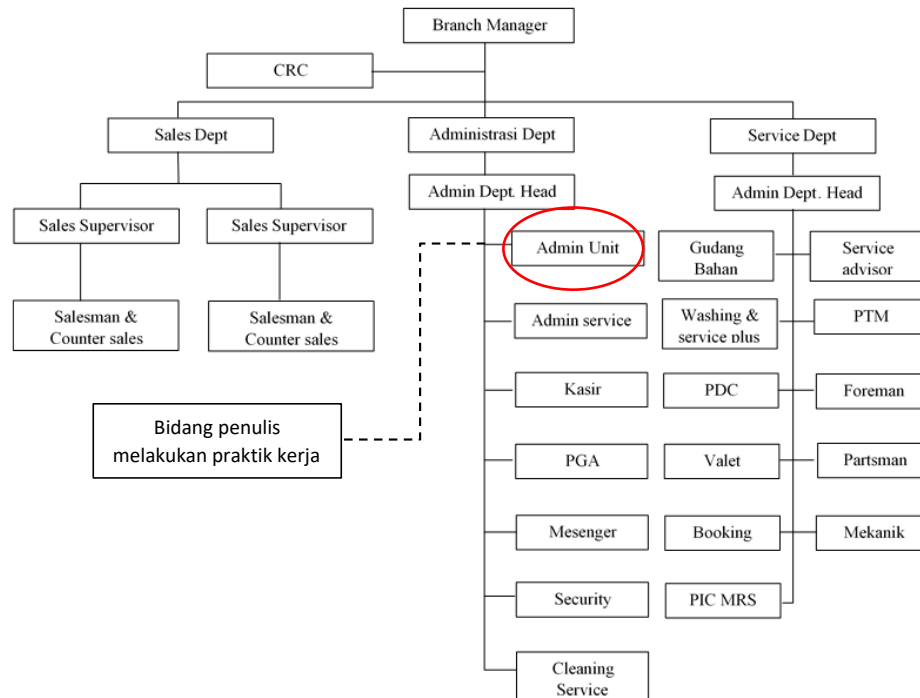 Branch Manager
CRC
Sales Dept
Administrasi Dept
Service Dept
Admin Dept. Head
Admin Dept. Head
Sales Supervisor
Sales Supervisor
Admin Unit
Gudang
Bahan
Service
advisor
Salesman &
Counter sales
Salesman &
Counter sales
Admin service
Washing &
service plus
PTM
Kasir
PDC
Foreman
Bidang penulis
melakukan praktik kerja
PGA
Valet
Partsman
Mesenger
Booking
Mekanik
Security
PIC MRS
Cleaning
Service